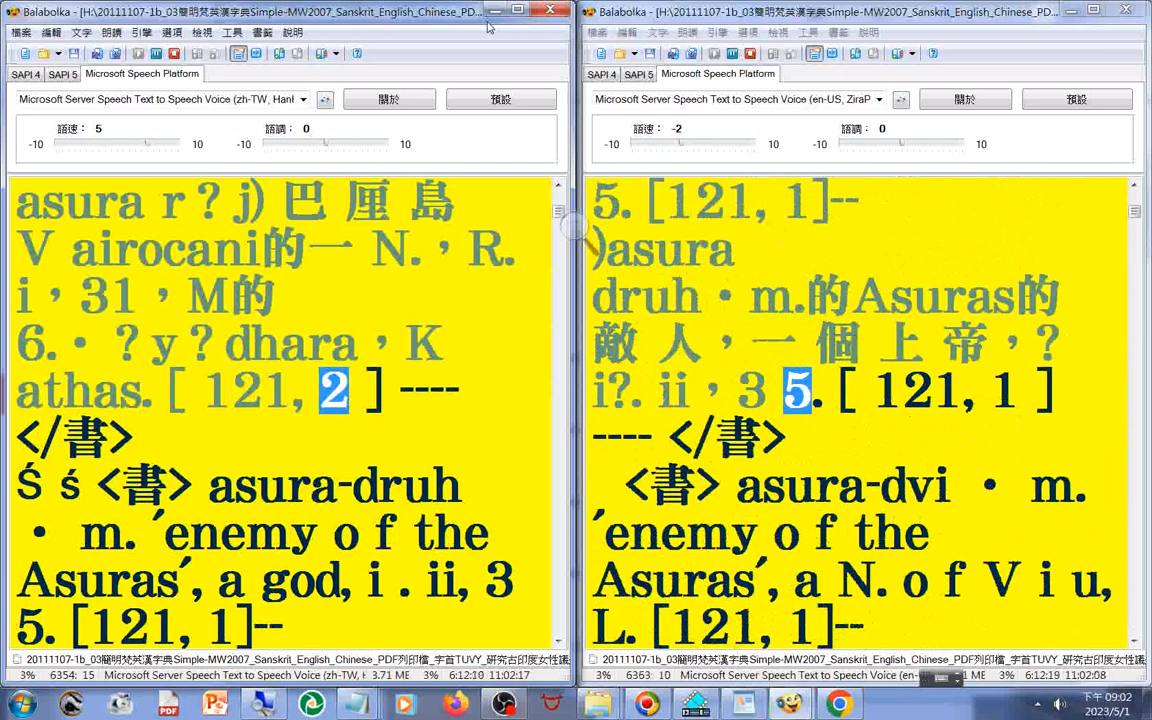 Balabolka - [H:\20111107-1b_03簡明梵英漢字典Simple-MW2007_Sanskrit_English_Chinese_PD...
檔案 編輯 文字 朗讀 引擎 選項 檢視 工具 書籤 說明
SAPI 4 SAPI 5 Microsoft Speech Platform
Microsoft Server Speech Text to Speech Voice (zh-TW, Hanl
關於 預設
語速： 5 語調： 0
-10 10 -10 10
asura r？j) 巴 厘 島
V airocani的一 N.，R.
i，31，M的
6.·？y？dhara，K
athas. [ 121, 2 ] ----
</書>
Ś ś <書> asura-druh
• m. ´enemy o f the
Asuras´, a god, i . ii, 3
5. [121, 1]--
20111107-1b_03簡明梵英漢字典Simple-MW2007_Sanskrit_English_Chinese_PDF列印檔_字首TUVY_研究古印度女性議
3% 6354: 15 Microsoft Server Speech Text to Speech Voice (zh-TW, H 3.71 ME 3% 6:12:10 11:02:17
Balabolka - [H:\20111107-1b_03簡明梵英漢字典Simple-MW2007_Sanskrit_English_Chinese_PD...
檔案 編輯 文字 朗讀 引擎 選項 檢視 工具 書籤 說明
SAPI 4 SAPI 5 Microsoft Speech Platform
Microsoft Server Speech Text to Speech Voice (en-US, ZiraP
關於 預設
語速： -2 語調： 0
-10 10 -10 10
5. [121, 1]--
)asura
druh·m.的Asuras的
敵 人，一 個 上 帝，？
i?. ii，3 5. [ 121, 1 ]
---- </書>
<書> asura-dvi • m.
´enemy o f the
Asuras´, a N. o f V i u,
L. [121, 1]--
20111107-1b_03簡明梵英漢字典Simple-MW2007_Sanskrit_English_Chinese_PDF列印檔_字首TUVY_研究古印度女性議
3% 6363: 10 Microsoft Server Speech Text to Speech Voice (en- 3% 6:12:19 11:02:08
下午 09:02
2023/5/1